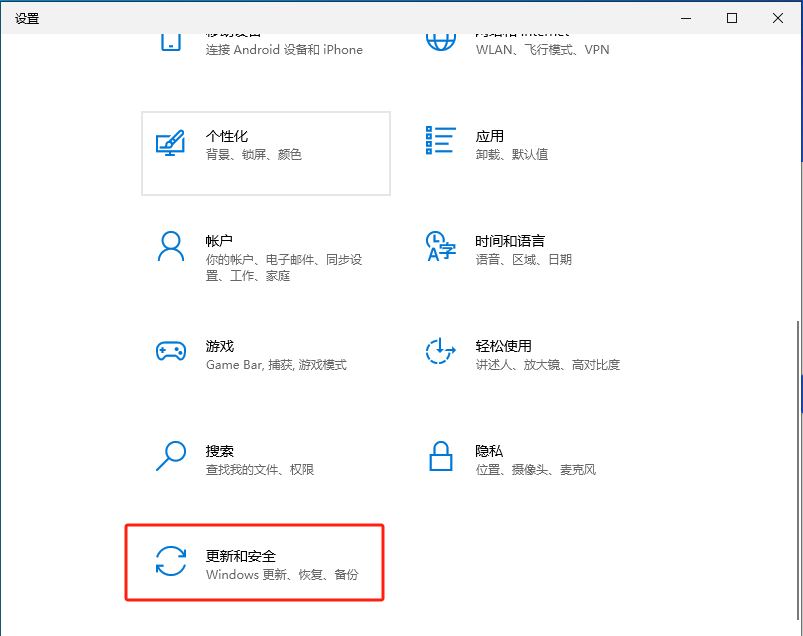 设置
连接 Android 设备和 iPhone
WLAN、飞行模式、VPN
个性化
背景、锁屏、颜色
应用
卸载、默认值
帐户
你的帐户、电子邮件、同步设
置、工作、家庭
时间和语言
语音、区域、日期
游戏
Game Bar, 捕获, 游戏模式
轻松使用
讲述人、放大镜、高对比度
搜索
查找我的文件、权限
隐私
位置、摄像头、麦克风
更新和安全
Windows 更新、恢复、备份